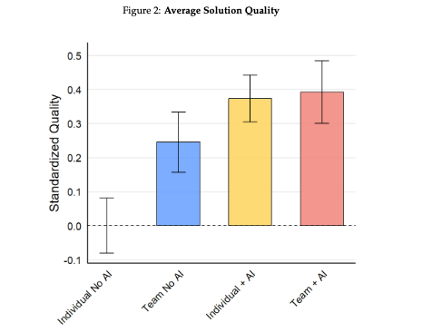 Figure 2: Average Solution Quality
Standardized Quality
0.5
0.4
0.3
0.2
0.1
0.0
-0.1
Individual No AI
Team No AI
Individual + AI
Team + AI